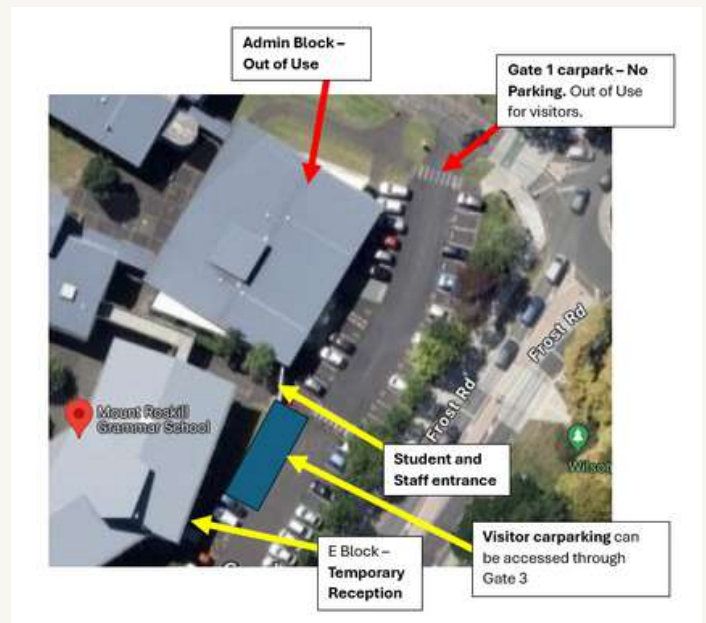 Admin Block –
Out of Use
Gate 1 carpark – No
Parking. Out of Use
for visitors.
Frost Rd
Frost Rd
Mount Roskill
Grammar School
Student and
Staff entrance
Wilson
Visitor carparking can
be accessed through
Gate 3
E Block –
Temporary
Reception